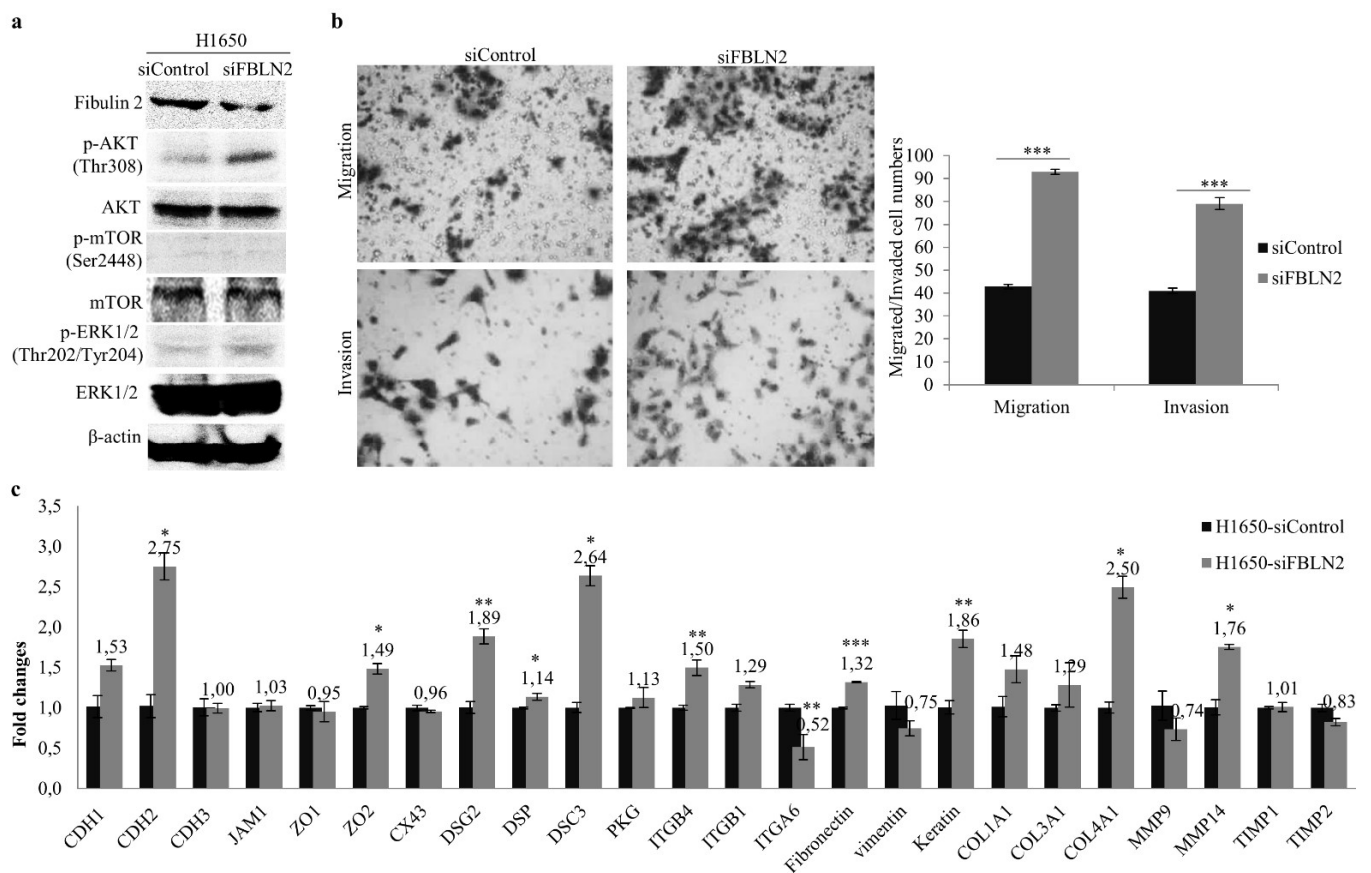 a
H1650
siControl siFBLN2
Fibulin 2
p-AKT
(Thr308)
AKT
p-mTOR
(Ser2448)
mTOR
p-ERK1/2
(Thr202/Tyr204)
ERK1/2
β-actin
b
siControl siFBLN2
Migration
Invasion
Migrated/Invaded cell numbers
100
90
80
70
60
50
40
30
20
10
0
***
***
Migration Invasion
siControl
siFBLN2
c
Fold changes
3,5
3,0
2,5
2,0
1,5
1,0
0,5
0,0
H1650-siControl
H1650-siFBLN2
1,53
*
2,75
1,00
1,03
0,95
*
1,49
0,96
**
1,89
*
1,14
*
2,64
1,13
**
1,50
1,29
**
0,52
***
1,32
0,75
**
1,86
1,48
1,29
*
2,50
0,74
*
1,76
1,01
0,83
CDH1
CDH2
CDH3
JAM1
ZO1
ZO2
CX43
DSG2
DSP
DSC3
PKG
ITGB4
ITGB1
ITGA6
Fibronectin
vimentin
Keratin
COL1A1
COL3A1
COL4A1
MMP9
MMP14
TIMP1
TIMP2